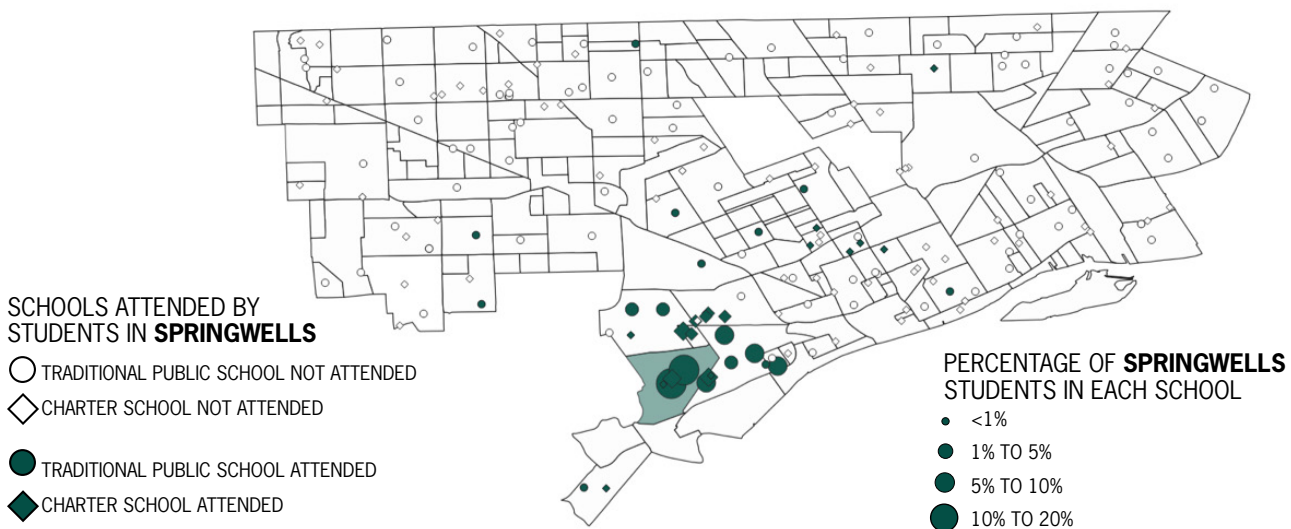 SCHOOLS ATTENDED BY
STUDENTS IN SPRINGWELLS
TRADITIONAL PUBLIC SCHOOL NOT ATTENDED
CHARTER SCHOOL NOT ATTENDED
TRADITIONAL PUBLIC SCHOOL ATTENDED
CHARTER SCHOOL ATTENDED
PERCENTAGE OF SPRINGWELLS
STUDENTS IN EACH SCHOOL
<1%
1% TO 5%
5% TO 10%
10% TO 20%